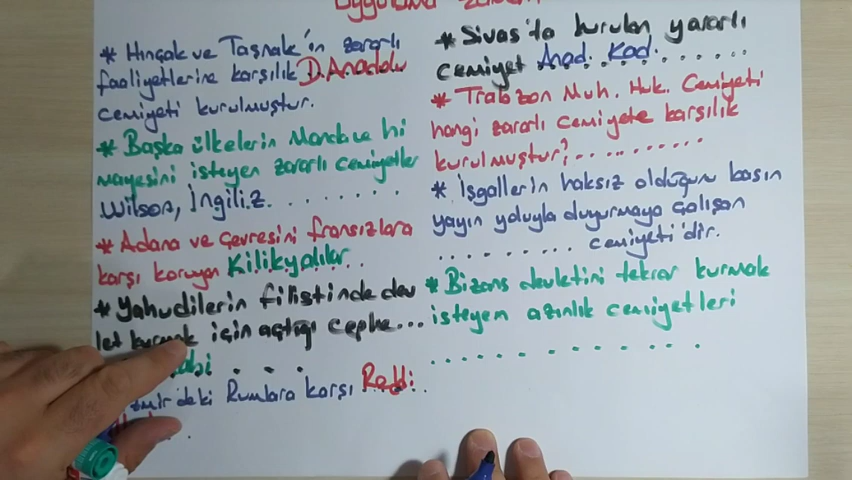 * Hınçak ve Taşnak'ın zararlı
faaliyetlerine karşılık D.Anadolu
cemiyeti kurulmuştur.
* Başka ülkelerin Manda ve hi
mayesini isteyen zararlı cemiyetler
Wilson, İngiliz. . . . . . . .
* Adana ve çevresini fransızlara
karşı koruyan Kilikyalılar..
* Yahudilerin filistinde dev
let kurmak için açtığı cephe...
. . .
Rumlara karşı Reddi.
* Sivas'ta kurulan yararlı
cemiyet Anad. Kad. . . . .
* Trabzon Muh. Huk. Cemiyeti
hangi zararlı cemiyete karşılık
kurulmuştur?. . . . . . . . .
* İşgallerin haksız olduğunu basın
yayın yoluyla duyurmaya çalışan
. . . . . . . . . cemiyeti'dir.
* Bizans devletini tekrar kurmak
isteyen azınlık cemiyetleri
. . . . . . . . . . . . . .